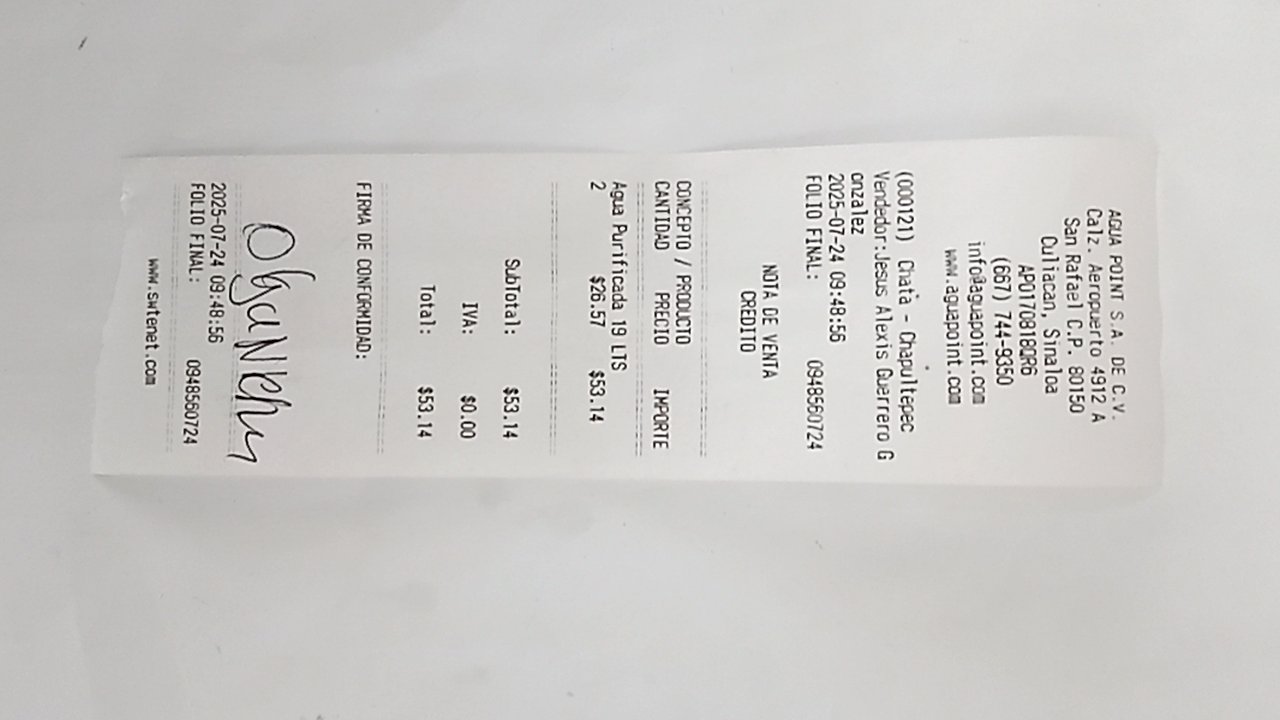 AGUA POINT S.A. DE C.V.
Calz. Aeropuerto 4912 A
San Rafael C.P. 80150
Culiacan, Sinaloa
APO170818QR6
(667) 744-9350
info@aguapoint.com
www.aguapoint.com
(000121) Chata - Chapultepec
Vendedor:Jesus Alexis Guerrero G
onzalez
2025-07-24 09:48:56
FOLIO FINAL: 0948560724
NOTA DE VENTA
CREDITO
CONCEPTO / PRODUCTO
CANTIDAD PRECIO IMPORTE
Agua Purificada 19 LTS
2 $26.57 $53.14
SubTotal: $53.14
IVA: $0.00
Total: $53.14
FIRMA DE CONFORMIDAD:
2025-07-24 09:48:56
FOLIO FINAL: 0948560724
www.swtenet.com